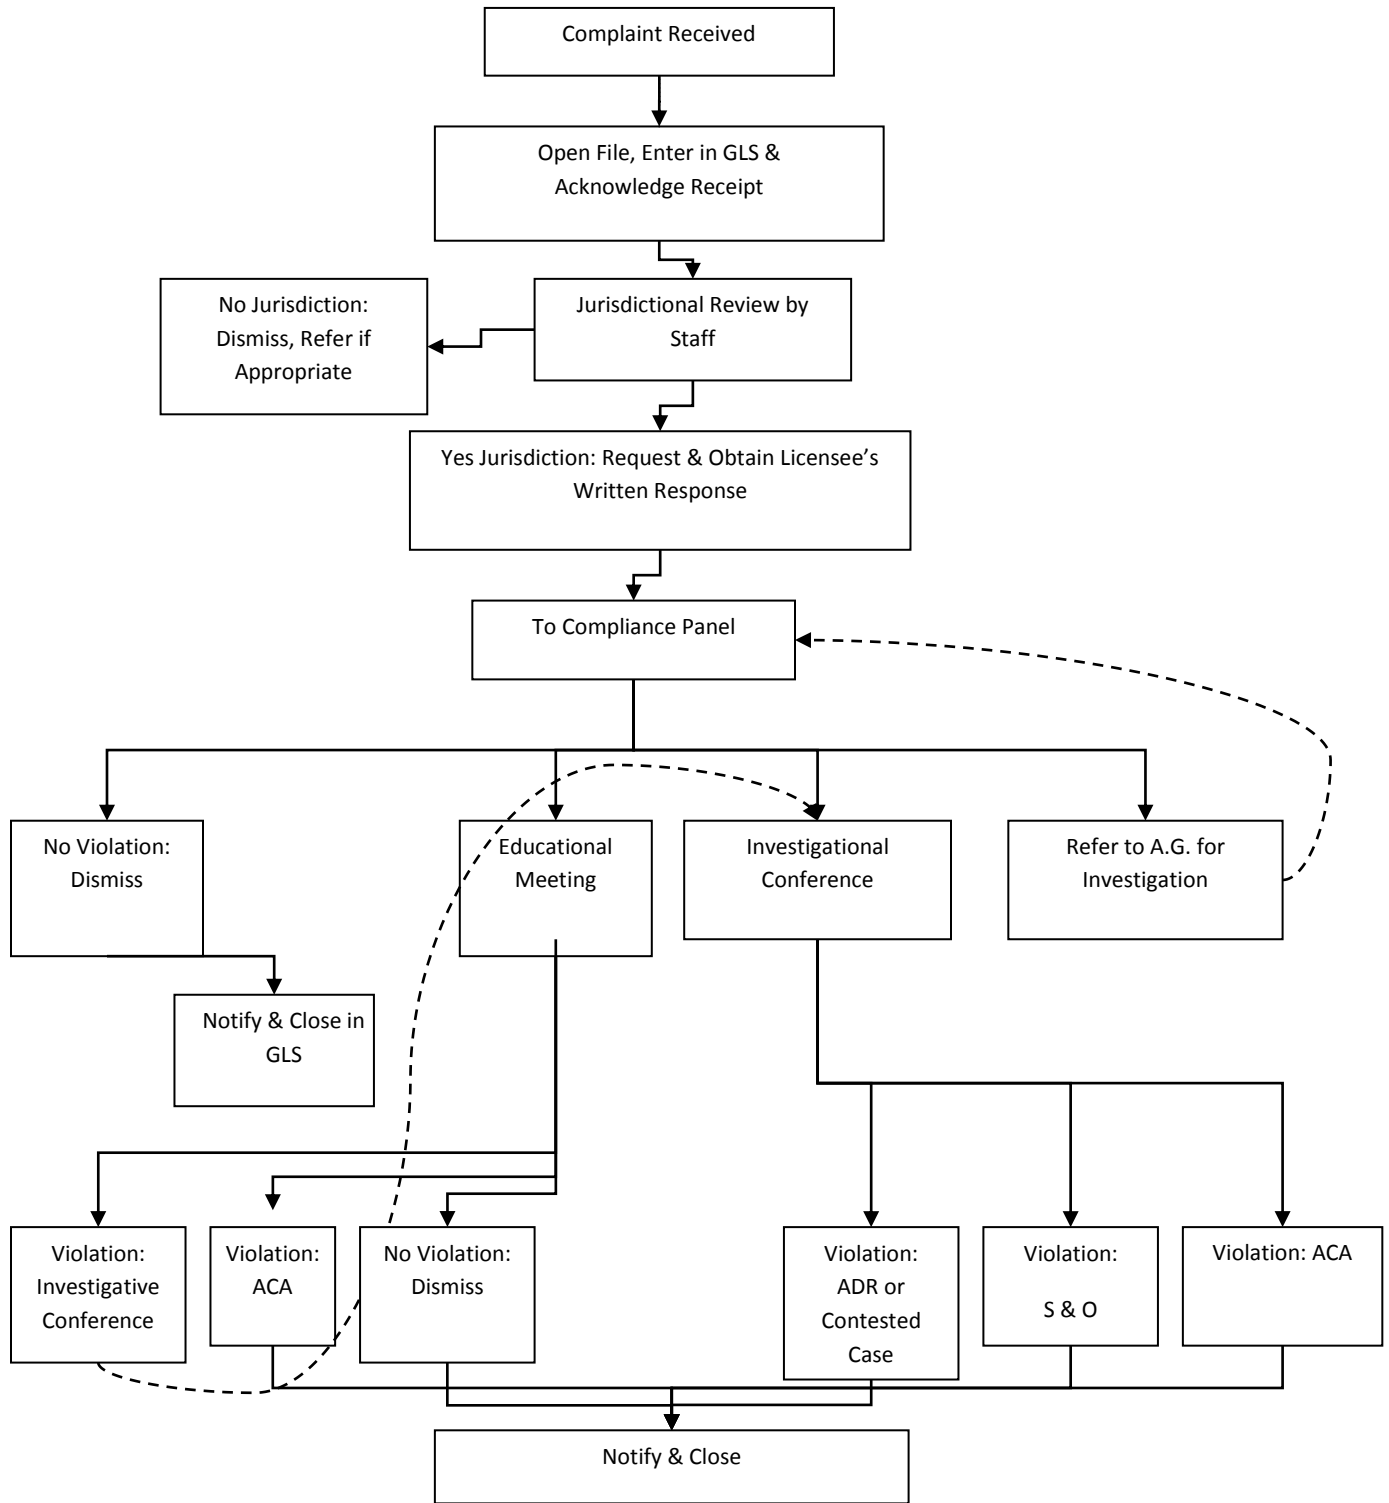 Complaint Received
Open File, Enter in GLS &
Acknowledge Receipt
No Jurisdiction:
Dismiss, Refer if
Appropriate
Jurisdictional Review by
Staff
Yes Jurisdiction: Request & Obtain Licensee’s
Written Response
To Compliance Panel
No Violation:
Dismiss
Educational
Meeting
Investigational
Conference
Refer to A.G. for
Investigation
Notify & Close in
GLS
Violation:
Investigative
Conference
Violation:
ACA
No Violation:
Dismiss
Violation:
ADR or
Contested
Case
Violation:
S & O
Violation: ACA
Notify & Close